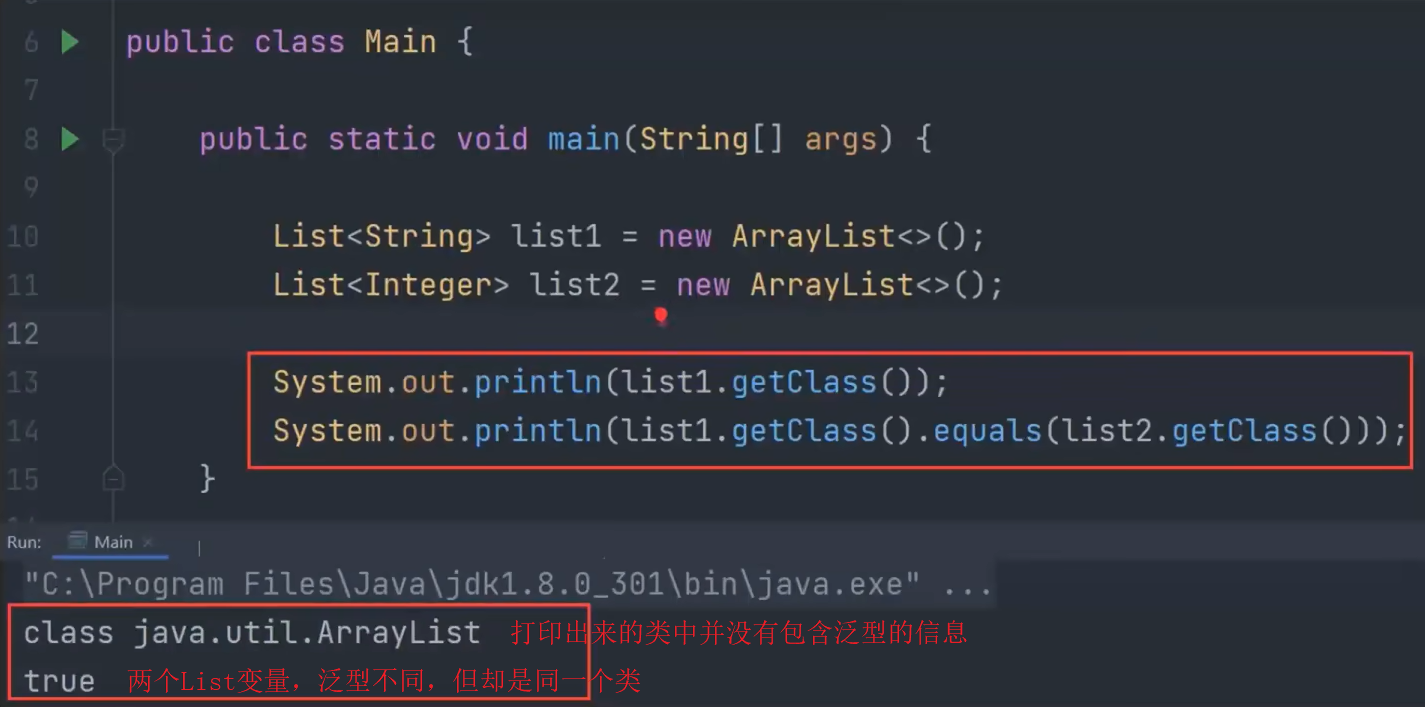 6 public class Main {
7
8 public static void main(String[] args) {
9
10 List<String> list1 = new ArrayList<>();
11 List<Integer> list2 = new ArrayList<>();
12
13 System.out.println(list1.getClass());
14 System.out.println(list1.getClass().equals(list2.getClass()));
15 }
Run: Main ×
"C:\Program Files\Java\jdk1.8.0_301\bin\java.exe" ...
class java.util.ArrayList 打印出来的类中并没有包含泛型的信息
true 两个List变量，泛型不同，但却是同一个类